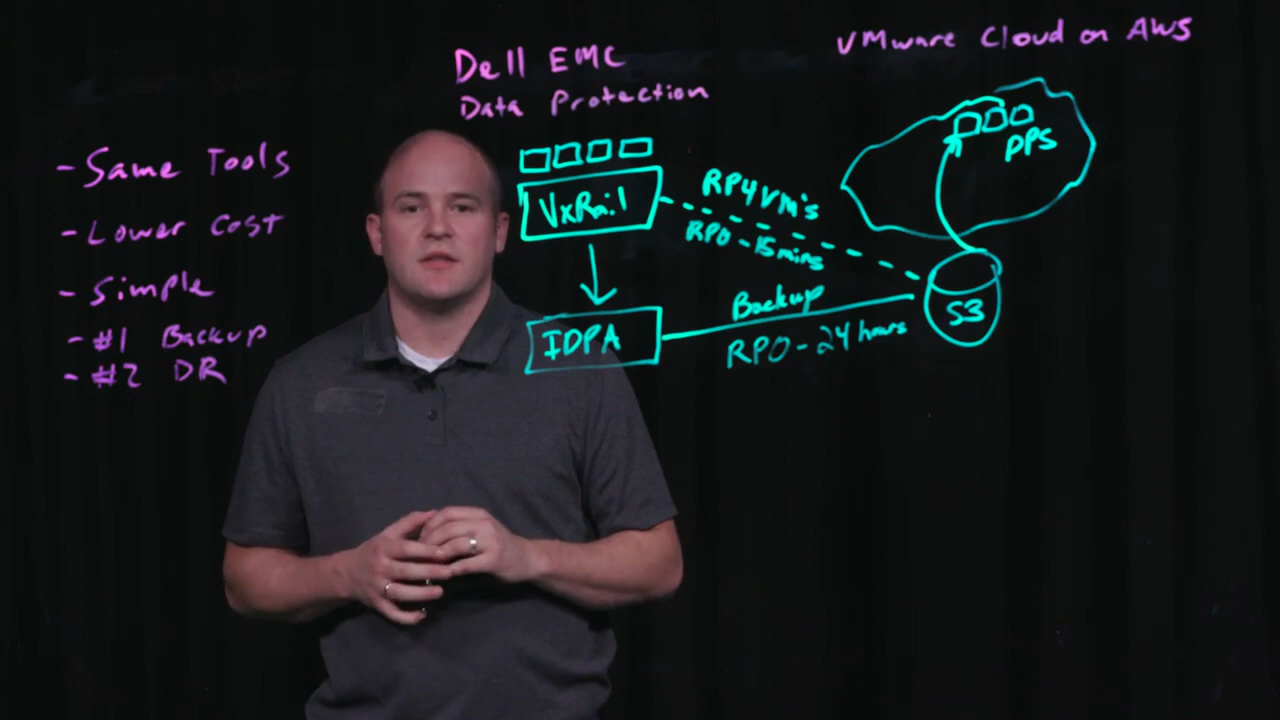 Dell EMC
Data Protection
VMware Cloud on AWS
- Same Tools
- Lower Cost
- Simple
- #1 Backup
- #2 DR
VxRail
IDPA
RP4VM's
RPO - 15 mins
Backup
RPO - 24 hours
DPS
S3